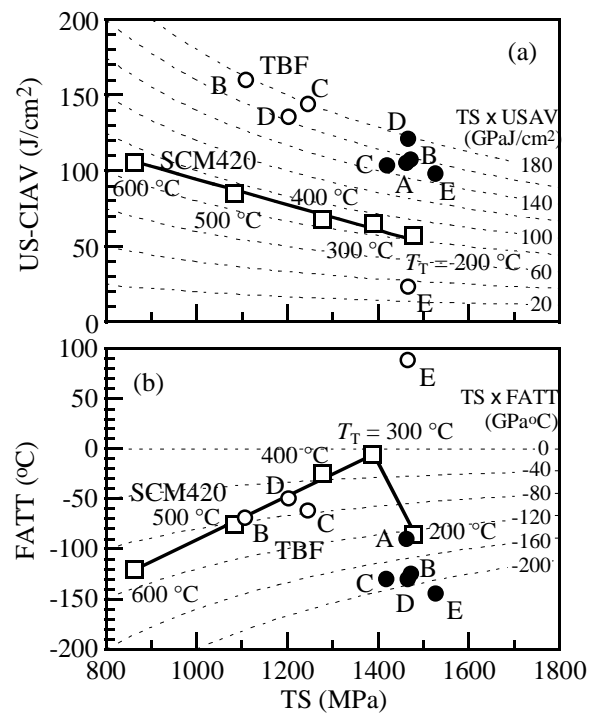 200
(a)
TBF
B
C
D
150
TS x USAV
(GPaJ/cm²)
D
180
SCM420
C
B
A
E
100
140
600 °C
400 °C
500 °C
100
300 °C
50
T_T = 200 °C
60
E
20
0
US-CIAV (J/cm²)
100
(b)
E
50
TS x FATT
(GPa°C)
T_T = 300 °C
0
0
400 °C
-40
SCM420
D
-80
-50
500 °C
B
C
-120
TBF
200 °C
A
-100
-160
600 °C
C
B
-200
D
E
-150
-200
FATT (°C)
800 1000 1200 1400 1600 1800
TS (MPa)